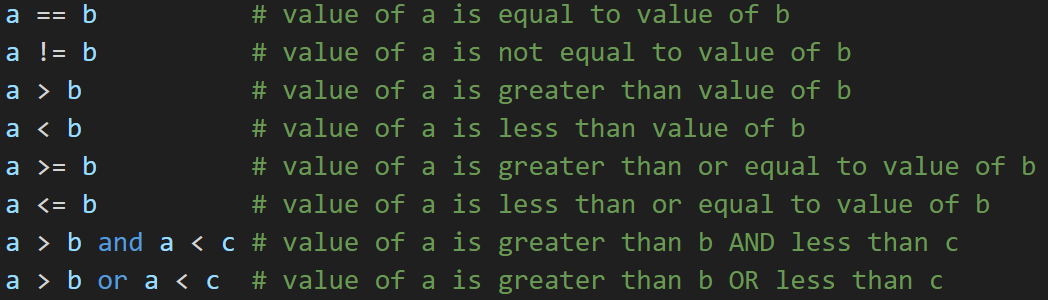 a == b          # value of a is equal to value of b
a != b          # value of a is not equal to value of b
a > b           # value of a is greater than value of b
a < b           # value of a is less than value of b
a >= b          # value of a is greater than or equal to value of b
a <= b          # value of a is less than or equal to value of b
a > b and a < c # value of a is greater than b AND less than c
a > b or a < c  # value of a is greater than b OR less than c